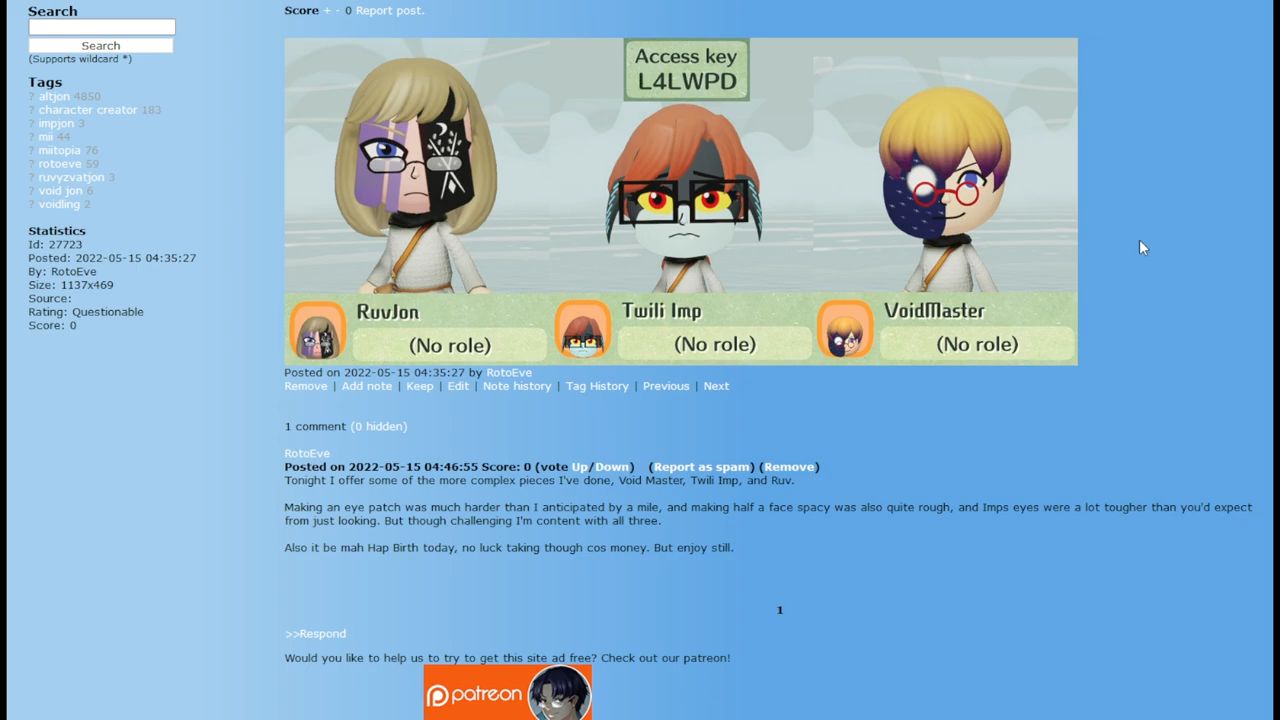 Search
Search
(Supports wildcard *)
Tags
? altjon 4850
? character creator 183
? impjon 3
? mii 44
? miitopia 76
? rotoeve 59
? ruvyzvatjon 3
? void jon 6
? voidling 2
Statistics
Id: 27723
Posted: 2022-05-15 04:35:27
By: RotoEve
Size: 1137x469
Source:
Rating: Questionable
Score: 0
Score + - 0 Report post.
Access key
L4LWPD
RuvJon
(No role)
Twili Imp
(No role)
VoidMaster
(No role)
Posted on 2022-05-15 04:35:27 by RotoEve
Remove | Add note | Keep | Edit | Note history | Tag History | Previous | Next
1 comment (0 hidden)
RotoEve
Posted on 2022-05-15 04:46:55 Score: 0 (vote Up/Down) (Report as spam) (Remove)
Tonight I offer some of the more complex pieces I've done, Void Master, Twili Imp, and Ruv.
Making an eye patch was much harder than I anticipated by a mile, and making half a face spacy was also quite rough, and Imps eyes were a lot tougher than you'd expect
from just looking. But though challenging I'm content with all three.
Also it be mah Hap Birth today, no luck taking though cos money. But enjoy still.
1
>>Respond
Would you like to help us to try to get this site ad free? Check out our patreon!
patreon